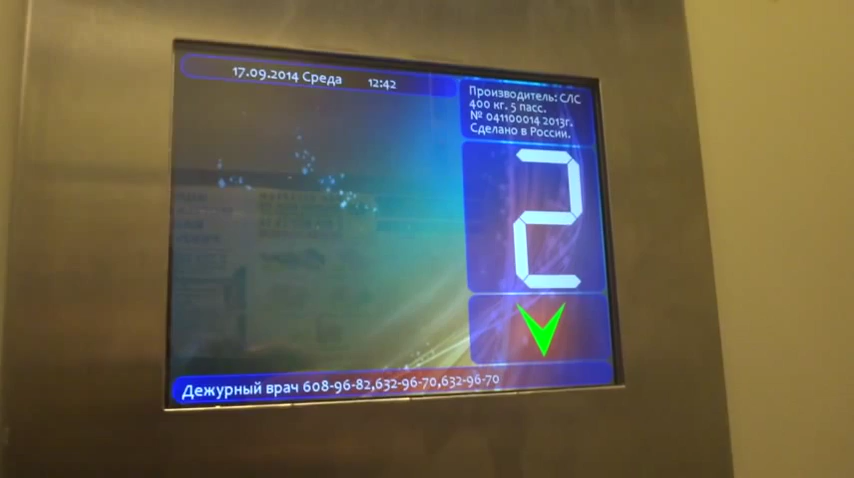 17.09.2014 Среда 12:42
Производитель: СЛС
400 кг. 5 пасс.
№ 041100014 2013г.
Сделано в России.
2
Дежурный врач 608-96-82,632-96-70,632-96-70